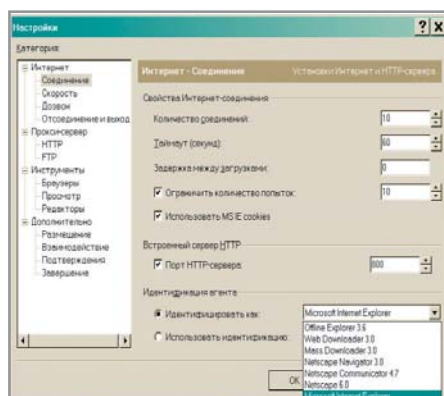 Настройки
Категория:
Интернет
Соединение
Скорость
Дозвон
Отсоединение и выход
Прокси-сервер
HTTP
FTP
Инструменты
Браузеры
Просмотр
Редакторы
Дополнительно
Размещение
Взаимодействие
Подтверждения
Завершение
Интернет - Соединение
Установки Интернет и HTTP-сервера
Свойства Интернет-соединения
Количество соединений: 10
Таймаут (секунд): 60
Задержка между загрузками: 0
Ограничить количество попыток: 10
Использовать MS IE cookies
Встроенный сервер HTTP
Порт HTTP-сервера: 800
Идентификация агента
Идентифицировать как: Microsoft Internet Explorer
Использовать идентификацию:
Offline Explorer 3.6
Web Downloader 3.0
Mass Downloader 3.0
Netscape Navigator 3.0
Netscape Communicator 4.7
Netscape 6.0
OK